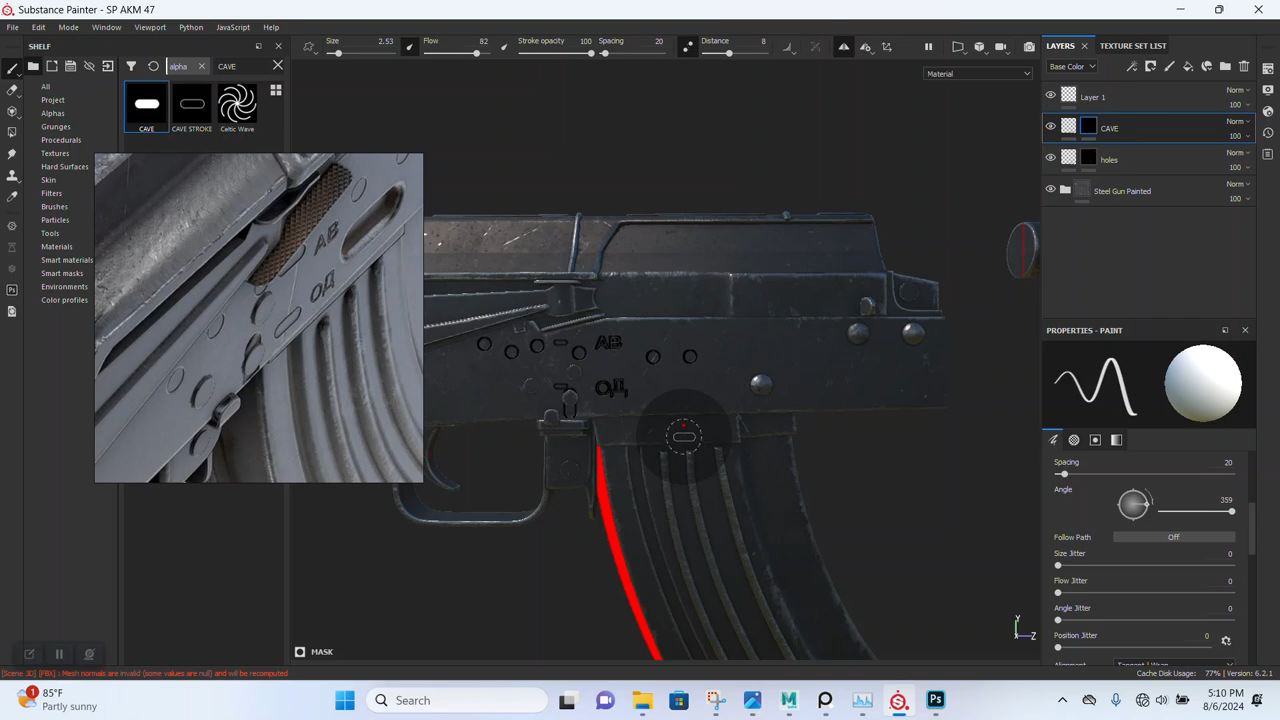 Substance Painter - SP AKM 47
File Edit Mode Window Viewport Python JavaScript Help
SHELF
Size 2.53 Flow 82 Stroke opacity 100 Spacing 20 Distance 8
LAYERS TEXTURE SET LIST
alpha CAVE
Material
Base Color
All
Project
Alphas
Grunges
Procedurals
Textures
Hard Surfaces
Skin
Filters
Brushes
Particles
Tools
Materials
Smart materials
Smart masks
Environments
Color profiles
CAVE CAVE STROKE Celtic Wave
Layer 1 Norm
100
CAVE Norm
100
holes Norm
100
Steel Gun Painted Norm
100
АВ
ОД
АВ
ОД
PROPERTIES - PAINT
Spacing 20
Angle
359
Follow Path Off
Size Jitter 0
Flow Jitter 0
Angle Jitter 0
Position Jitter 0
Alignment Tangent | Wrap
Y
Z
MASK
[Scene 3D] [FBX] : Mesh normals are invalid (some values are null) and will be recomputed
Cache Disk Usage: 77% Version: 6.2.1
1
85°F
Partly sunny
Search
Ps
5:10 PM
8/6/2024